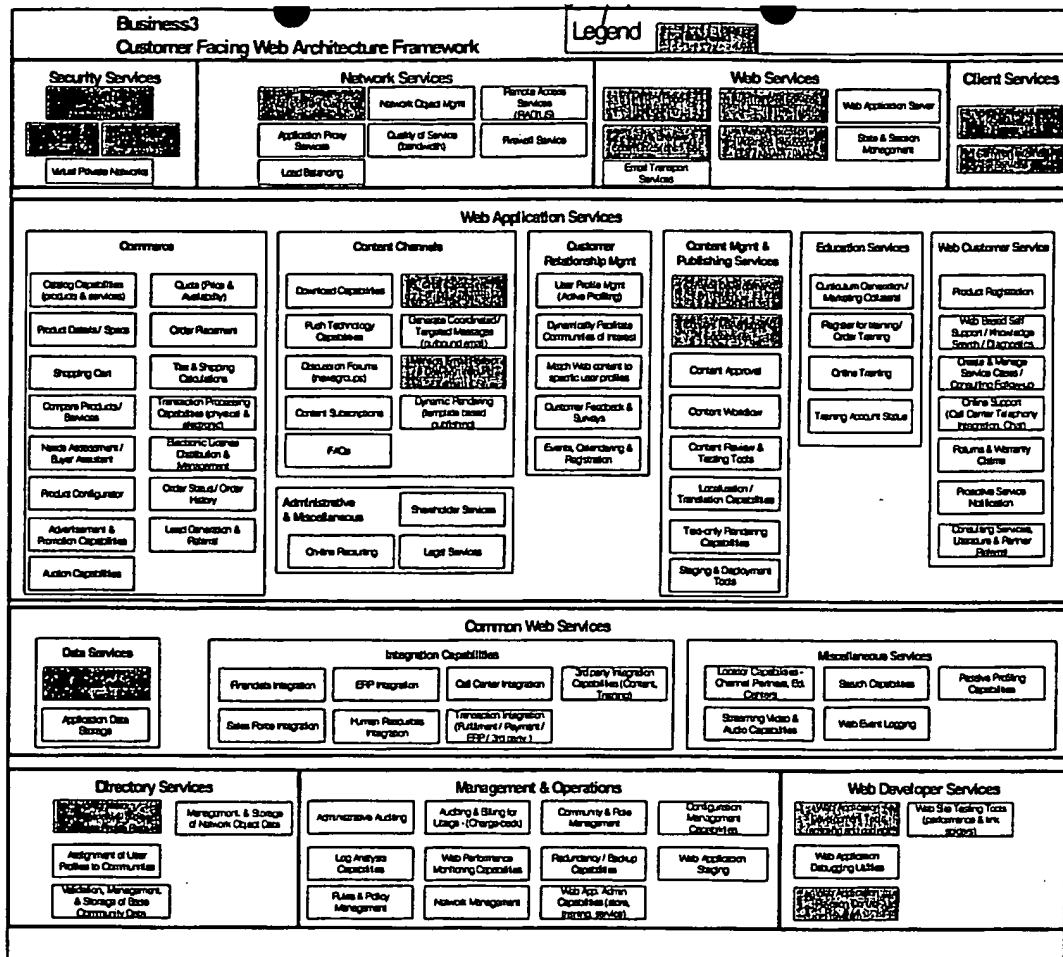 Business3
Customer Facing Web Architecture Framework
Legend
Security Services
Virtual Private Networks
Network Services
Network Object Mgmt
Remote Access
Services
(RADIUS)
Application Proxy
Services
Quality of Service
(bandwidth)
Firewall Service
Load Balancing
Web Services
Web Application Server
State & Session
Management
Email Transport
Services
Client Services
Web Application Services
Commerce
Catalog Capabilities
(products & services)
Quote (Price &
Availability)
Product Details / Specs
Order Placement
Shopping Cart
Tax & Shipping
Calculations
Compare Products/
Services
Transaction Processing
Capabilities (physical &
electronic)
Needs Assessment /
Buyer Assistant
Electronic License
Distribution &
Management
Product Configurator
Order Status / Order
History
Advertisement &
Promotion Capabilities
Lead Generation &
Referral
Auction Capabilities
Content Channels
Download Capabilities
Push Technology
Capabilities
Generate Coordinated/
Targeted Messages
(outbound email)
Discussion Forums
(newsgroups)
Content Subscriptions
Dynamic Rendering
(template based
publishing)
FAQs
Administrative
& Miscellaneous
Shareholder Services
On-line Recruiting
Legal Services
Customer
Relationship Mgmt
User Profile Mgmt
(Active Profiling)
Dynamically Facilitate
Communities of Interest
Match Web content to
specific user profiles
Customer Feedback &
Surveys
Events, Calendaring &
Registration
Content Mgmt &
Publishing Services
Content Approval
Content Workflow
Content Review &
Testing Tools
Localization /
Translation Capabilities
Text-only Rendering
Capabilities
Staging & Deployment
Tools
Education Services
Curriculum Generation /
Marketing Collateral
Register for training/
Order Training
Online Training
Training Account Status
Web Customer Service
Product Registration
Web Based Self
Support / Knowledge
Search / Diagnostics
Create & Manage
Service Cases /
Consulting Followup
Online Support
(Call Center Telephony
Integration, Chat)
Returns & Warranty
Claims
Proactive Service
Notification
Consulting Services,
Literature & Partner
Referral
Common Web Services
Data Services
Application Data
Storage
Integration Capabilities
Financials Integration
ERP Integration
Call Center Integration
3rd party Integration
Capabilities (Content,
Training)
Sales Force Integration
Human Resources
Integration
Transaction Integration
(Fulfillment / Payment /
ERP / 3rd party )
Miscellaneous Services
Locator Capabilities -
Channel Partners, Ed.
Centers
Search Capabilities
Passive Profiling
Capabilities
Streaming Video &
Audio Capabilities
Web Event Logging
Directory Services
Management, & Storage
of Network Object Data
Assignment of User
Profiles to Communities
Validation, Management,
& Storage of Base
Community Data
Management & Operations
Administrative Auditing
Auditing & Billing for
Usage - (Charge-back)
Community & Role
Management
Configuration
Management
Capabilities
Log Analysis
Capabilities
Web Performance
Monitoring Capabilities
Redundancy / Backup
Capabilities
Web Application
Staging
Rules & Policy
Management
Network Management
Web App. Admin
Capabilities (store,
training, service)
Web Developer Services
Web Application
Development Tools
Web Site Testing Tools
(performance & link
spiders)
Web Application
Debugging Utilities
Web Application